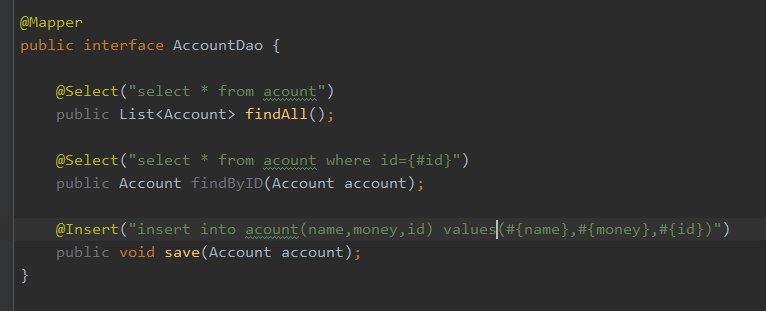 @Mapper
public interface AccountDao {
@Select("select * from acount")
public List<Account> findAll();
@Select("select * from acount where id={#id}")
public Account findByID(Account account);
@Insert("insert into acount(name,money,id) values(#{name},#{money},#{id})")
public void save(Account account);
}